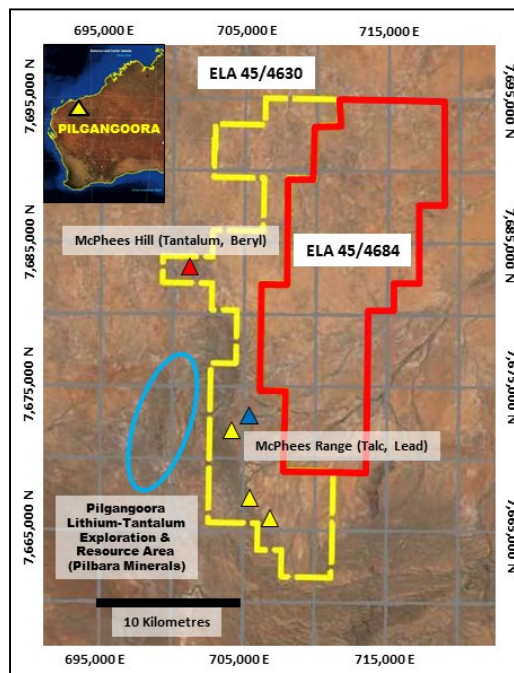 695,000 E
705,000 E
715,000 E
PILGANGOORA
ELA 45/4630
7,695,000 N
7,695,000 N
McPhees Hill (Tantalum, Beryl)
ELA 45/4684
7,685,000 N
7,685,000 N
7,675,000 N
7,675,000 N
McPhees Range (Talc, Lead)
Pilgangoora
Lithium-Tantalum
Exploration &
Resource Area
(Pilbara Minerals)
7,665,000 N
7,665,000 N
10 Kilometres
695,000 E
705,000 E
715,000 E